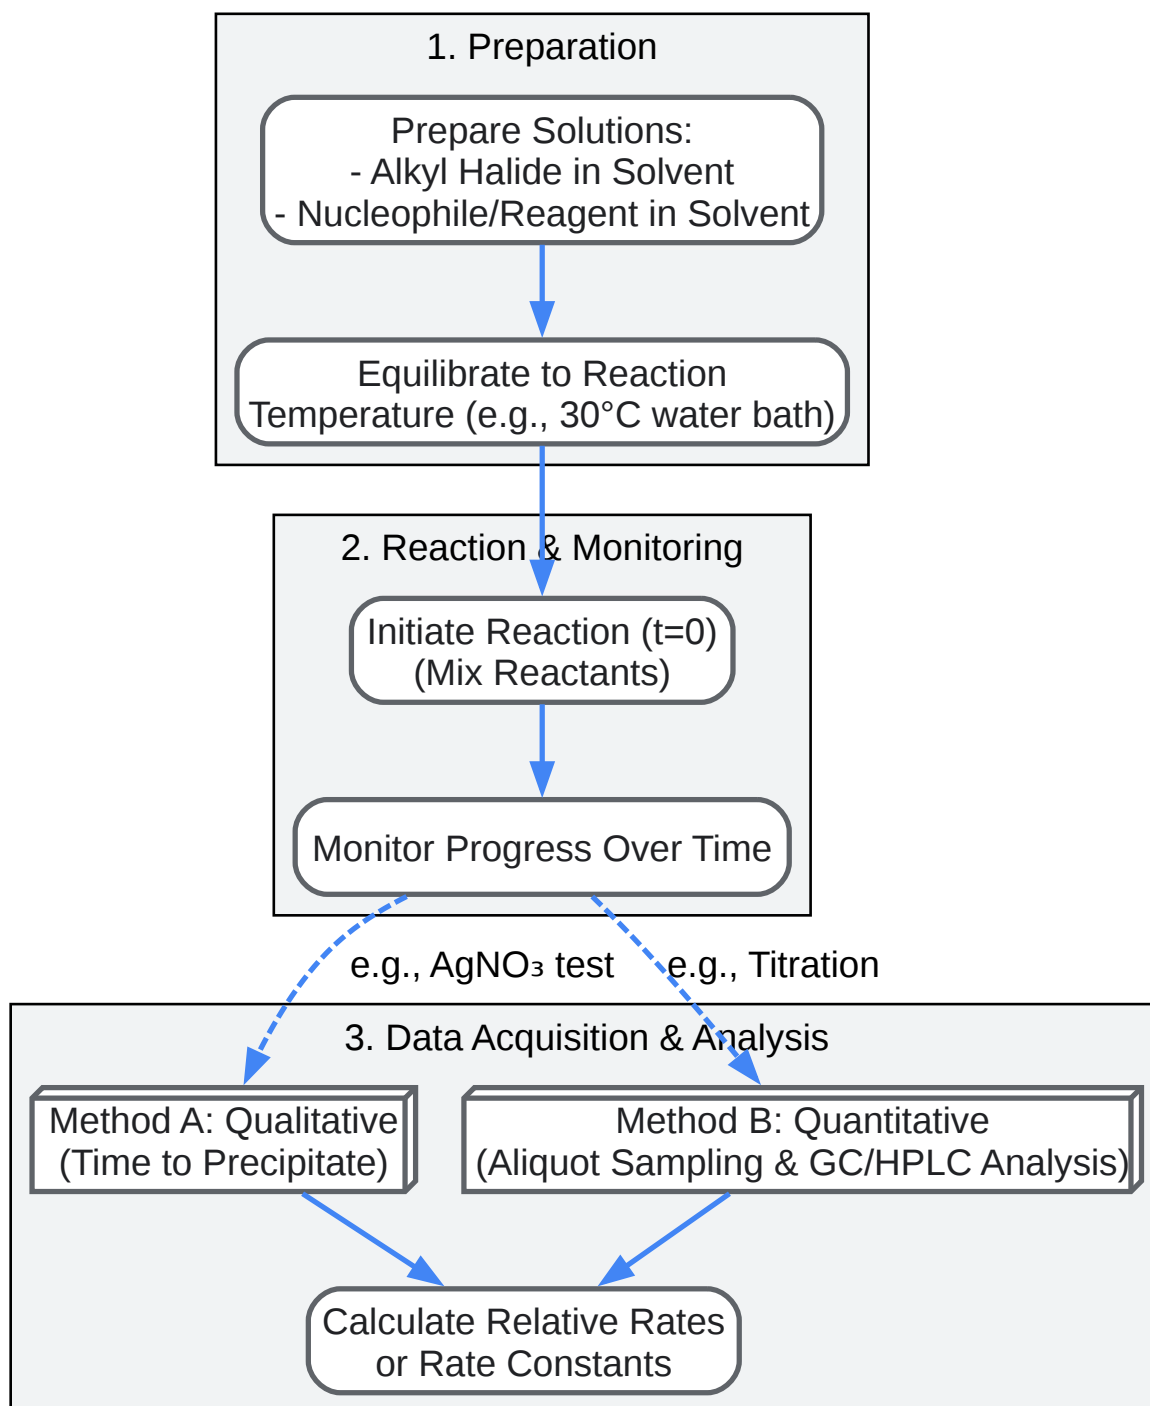 1. Preparation
Prepare Solutions:
- Alkyl Halide in Solvent
- Nucleophile/Reagent in Solvent
Equilibrate to Reaction
Temperature (e.g., 30°C water bath)
2. Reaction & Monitoring
Initiate Reaction (t=0)
(Mix Reactants)
Monitor Progress Over Time
e.g., AgNO₃ test
e.g., Titration
3. Data Acquisition & Analysis
Method A: Qualitative
(Time to Precipitate)
Method B: Quantitative
(Aliquot Sampling & GC/HPLC Analysis)
Calculate Relative Rates
or Rate Constants